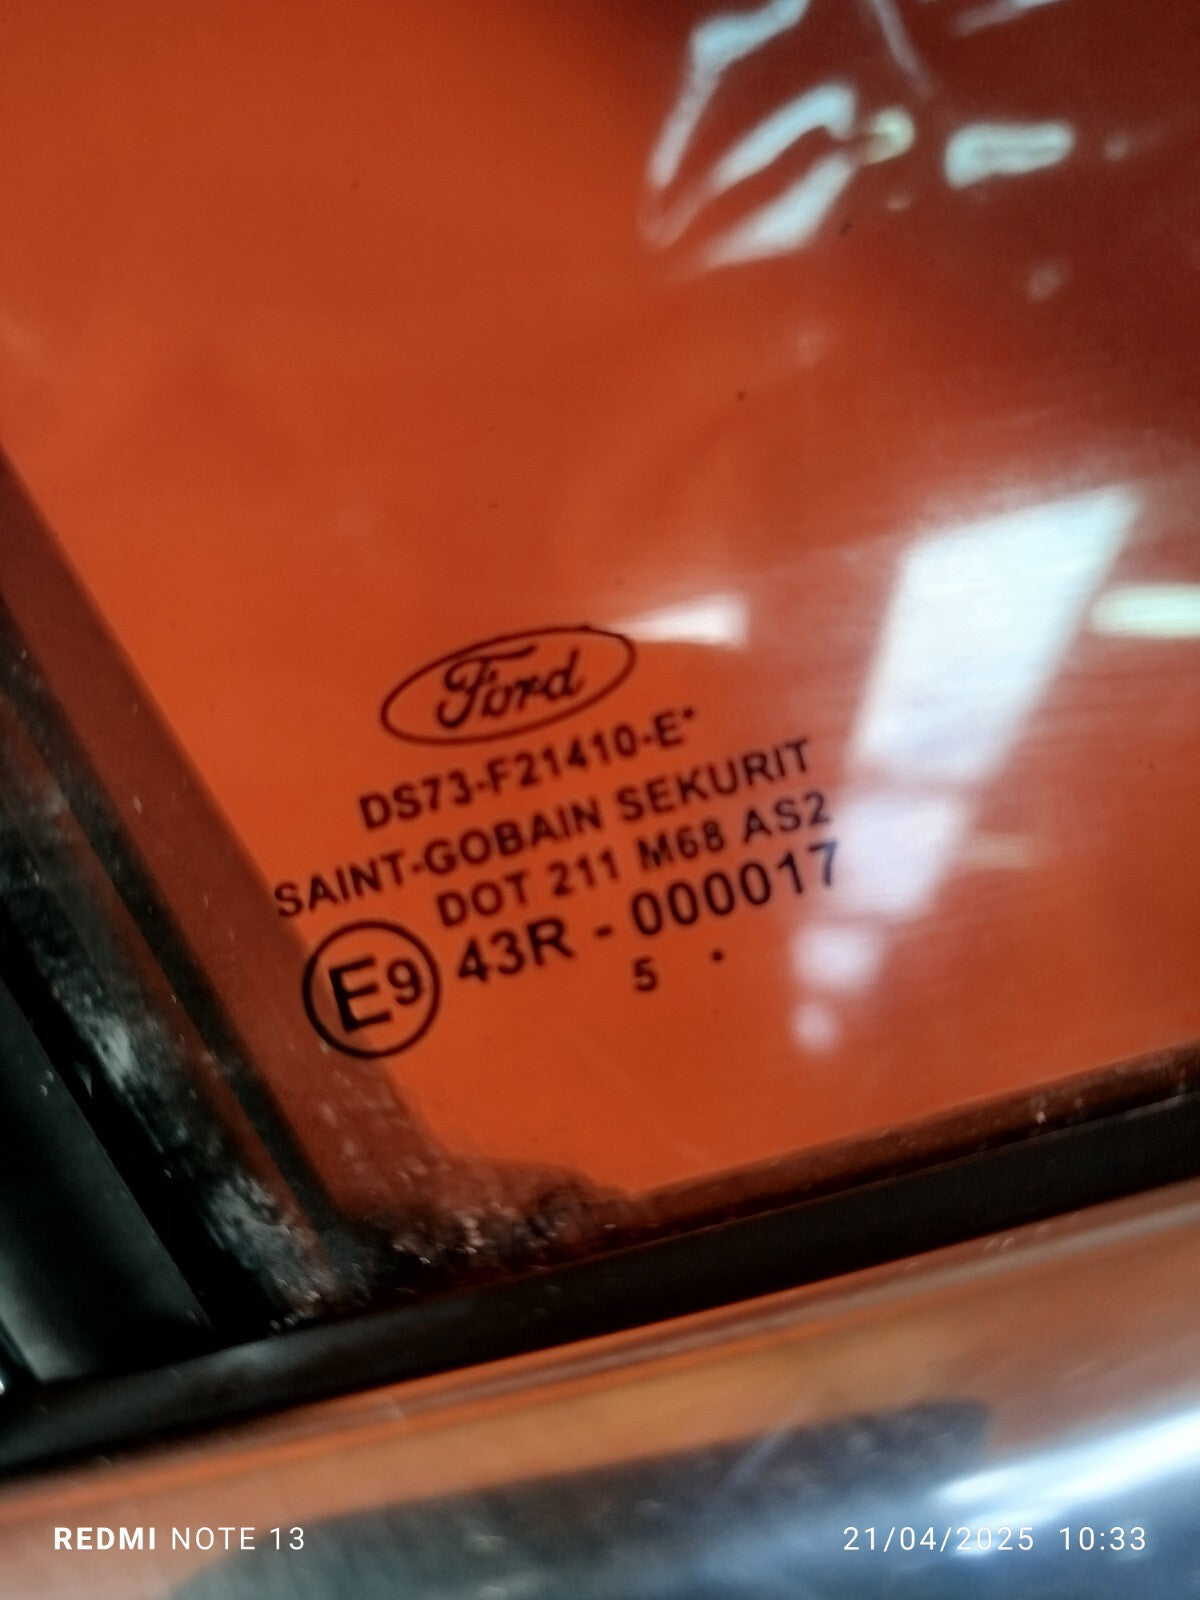 Ford
DS73-F21410-E*
SAINT-GOBAIN SEKURIT
DOT 211 M68 AS2
E9 43R - 000017
5 .
REDMI NOTE 13
21/04/2025 10:33